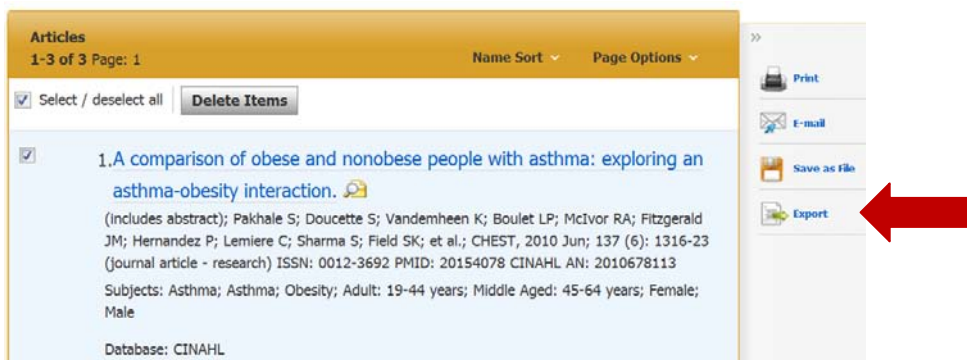 Articles
1-3 of 3 Page: 1
Name Sort
Page Options
Select / deselect all
Delete Items
1.A comparison of obese and nonobese people with asthma: exploring an
asthma-obesity interaction.
(includes abstract); Pakhale S; Doucette S; Vandemheen K; Boulet LP; McIvor RA; Fitzgerald
JM; Hernandez P; Lemiere C; Sharma S; Field SK; et al.; CHEST, 2010 Jun; 137 (6): 1316-23
(journal article - research) ISSN: 0012-3692 PMID: 20154078 CINAHL AN: 2010678113
Subjects: Asthma; Asthma; Obesity; Adult: 19-44 years; Middle Aged: 45-64 years; Female;
Male
Database: CINAHL
»
Print
E-mail
Save as File
Export